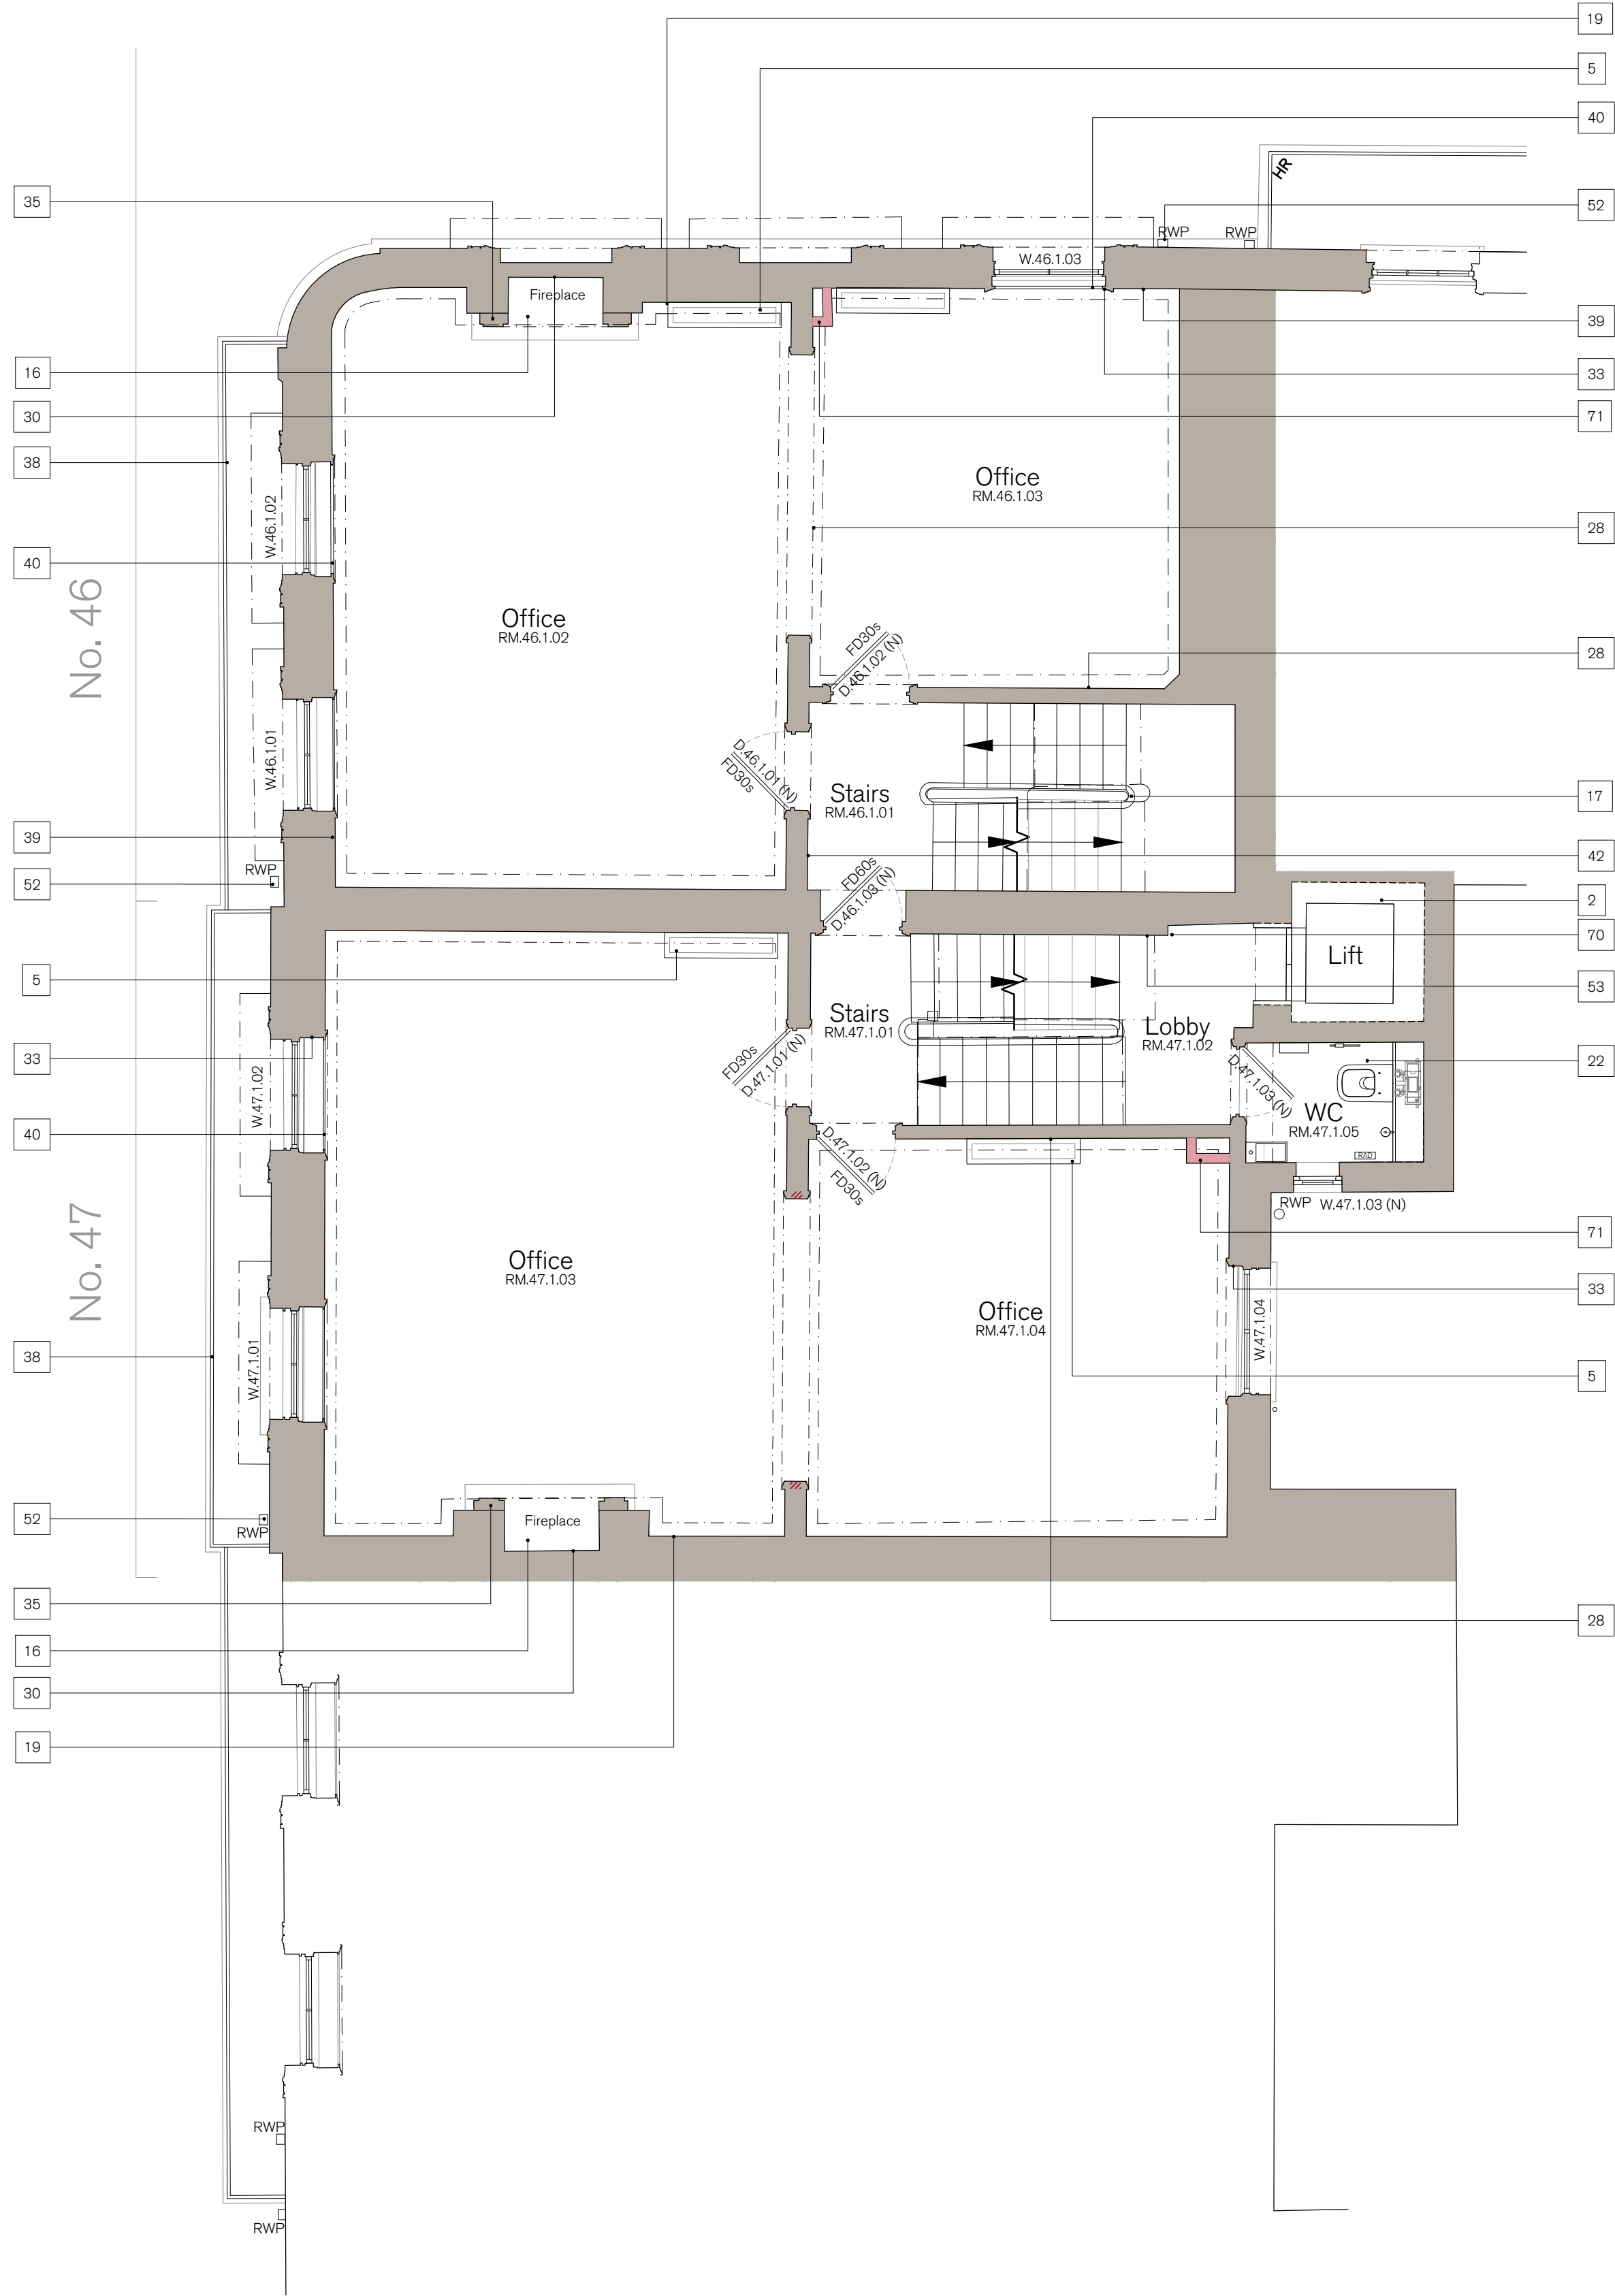 19
5
40
HR
35
52
RWP
RWP
W.46.1.03
Fireplace
39
16
33
30
71
38
Office
RM.46.1.03
W.46.1.02
28
40
No. 46
Office
RM.46.1.02
FD30s
D.46.1.02 (N)
28
W.46.1.01
D.46.1.01 (N)
FD30s
Stairs
RM.46.1.01
17
39
42
RWP
52
FD60s
D.46.1.03 (N)
2
70
Lift
5
53
Stairs
RM.47.1.01
Lobby
RM.47.1.02
33
FD30s
D.47.1.01 (N)
W.47.1.02
D.47.1.03 (N)
22
WC
RM.47.1.05
40
D.47.1.02 (N)
FD30s
RAD
RWP
W.47.1.03 (N)
71
No. 47
Office
RM.47.1.03
33
Office
RM.47.1.04
W.47.1.04
38
W.47.1.01
5
52
RWP
Fireplace
35
28
16
30
19
RWP
RWP